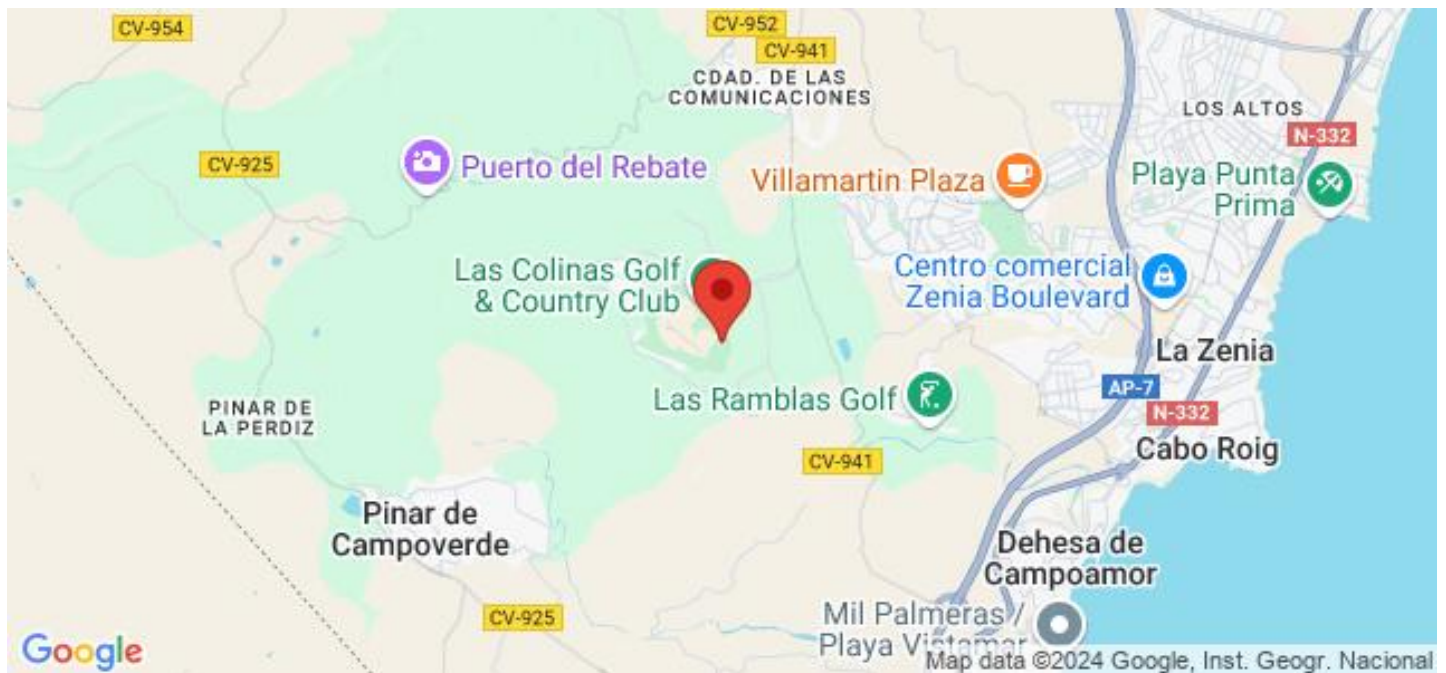 CV-954
CV-952
CV-941
CDAD. DE LAS
COMUNICACIONES
LOS ALTOS
N-332
CV-925
Puerto del Rebate
Villamartin Plaza
Playa Punta
Prima
Las Colinas Golf
& Country Club
Centro comercial
Zenia Boulevard
La Zenia
AP-7
Las Ramblas Golf
N-332
PINAR DE
LA PERDIZ
Cabo Roig
CV-941
Pinar de
Campoverde
Dehesa de
Campoamor
CV-925
Mil Palmeras /
Playa Vistamar
Google
Map data ©2024 Google, Inst. Geogr. Nacional